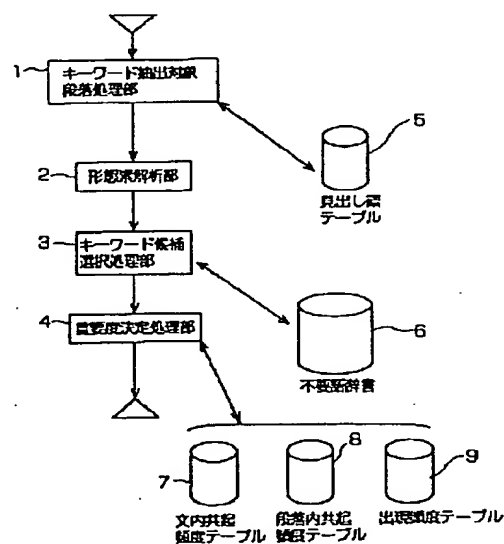 1
キーワード抽出対象
段落処理部
5
見出し語
テーブル
2
形態素解析部
3
キーワード候補
選択処理部
4
重要度決定処理部
6
不要語辞書
7
文内共起
頻度テーブル
8
段落内共起
頻度テーブル
9
出現頻度テーブル